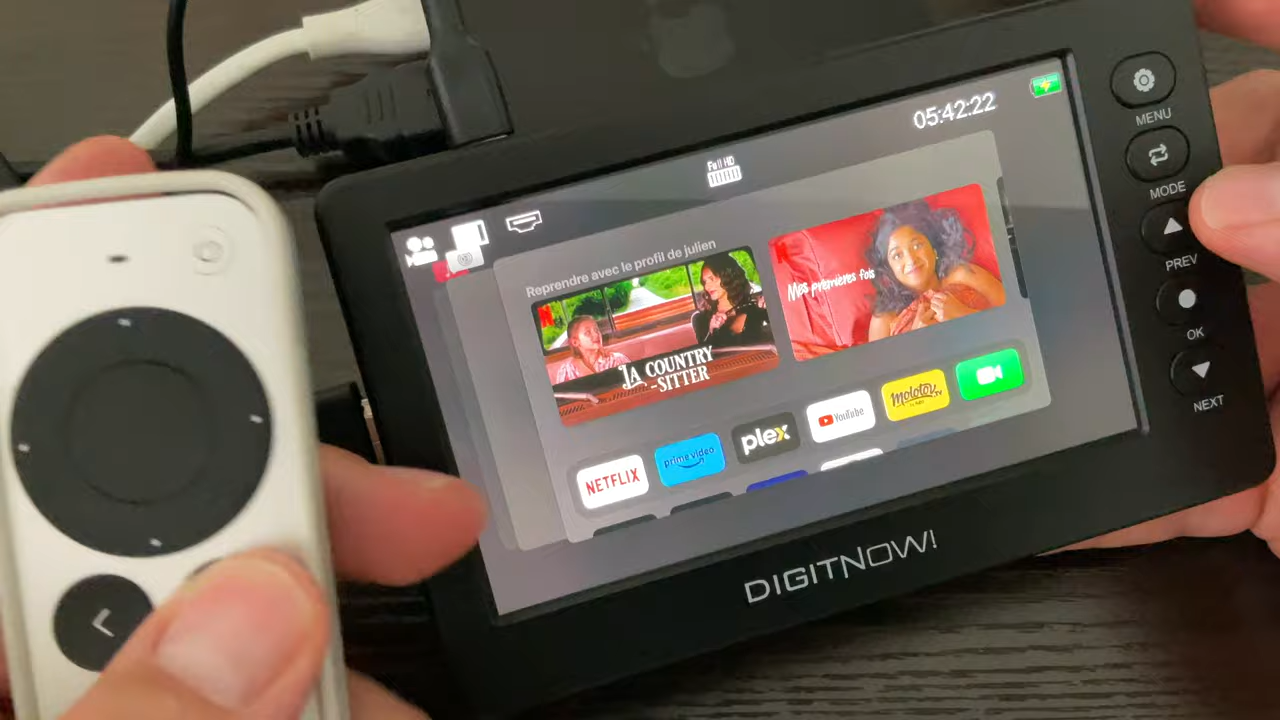 05:42:22
Full HD
Reprendre avec le profil de julien
LA COUNTRY
-SITTER
Mes premières fois
NETFLIX
prime video
plex
YouTube
molotov.tv
DIGITNOW!
MENU
MODE
PREV
OK
NEXT